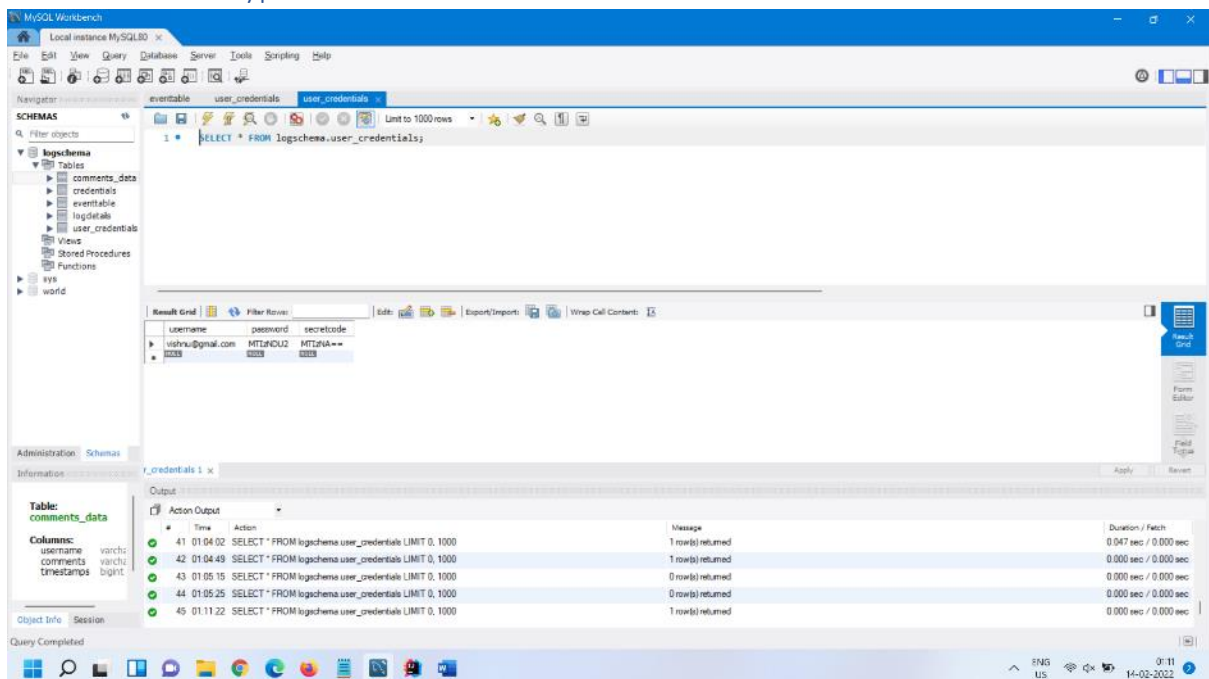 MySQL Workbench
Local instance MySQL80 ×
File Edit View Query Database Server Tools Scripting Help
Navigator
eventtable user_credentials user_credentials ×
SCHEMAS
Limit to 1000 rows
Filter objects
1 SELECT * FROM logschema.user_credentials;
logschema
Tables
comments_data
credentials
eventtable
logdetails
user_credentials
Views
Stored Procedures
Functions
sys
world
Result Grid Filter Rows: Edit: Export/Import: Wrap Cell Content:
username password secretcode
vishnu@gmail.com MTIzNDU2 MTIzNA==
NULL NULL NULL
Result
Grid
Form
Editor
Field
Types
Administration Schemas
Information
r_credentials 1 ×
Apply Revert
Output
Table:
comments_data
Action Output
# Time Action Message Duration / Fetch
Columns:
username varcha
comments varcha
timestamps bigint
41 01:04:02 SELECT * FROM logschema.user_credentials LIMIT 0, 1000 1 row(s) returned 0.047 sec / 0.000 sec
42 01:04:49 SELECT * FROM logschema.user_credentials LIMIT 0, 1000 1 row(s) returned 0.000 sec / 0.000 sec
43 01:05:15 SELECT * FROM logschema.user_credentials LIMIT 0, 1000 0 row(s) returned 0.000 sec / 0.000 sec
44 01:05:25 SELECT * FROM logschema.user_credentials LIMIT 0, 1000 0 row(s) returned 0.000 sec / 0.000 sec
45 01:11:22 SELECT * FROM logschema.user_credentials LIMIT 0, 1000 1 row(s) returned 0.000 sec / 0.000 sec
Object Info Session
Query Completed
ENG
US
01:11
14-02-2022